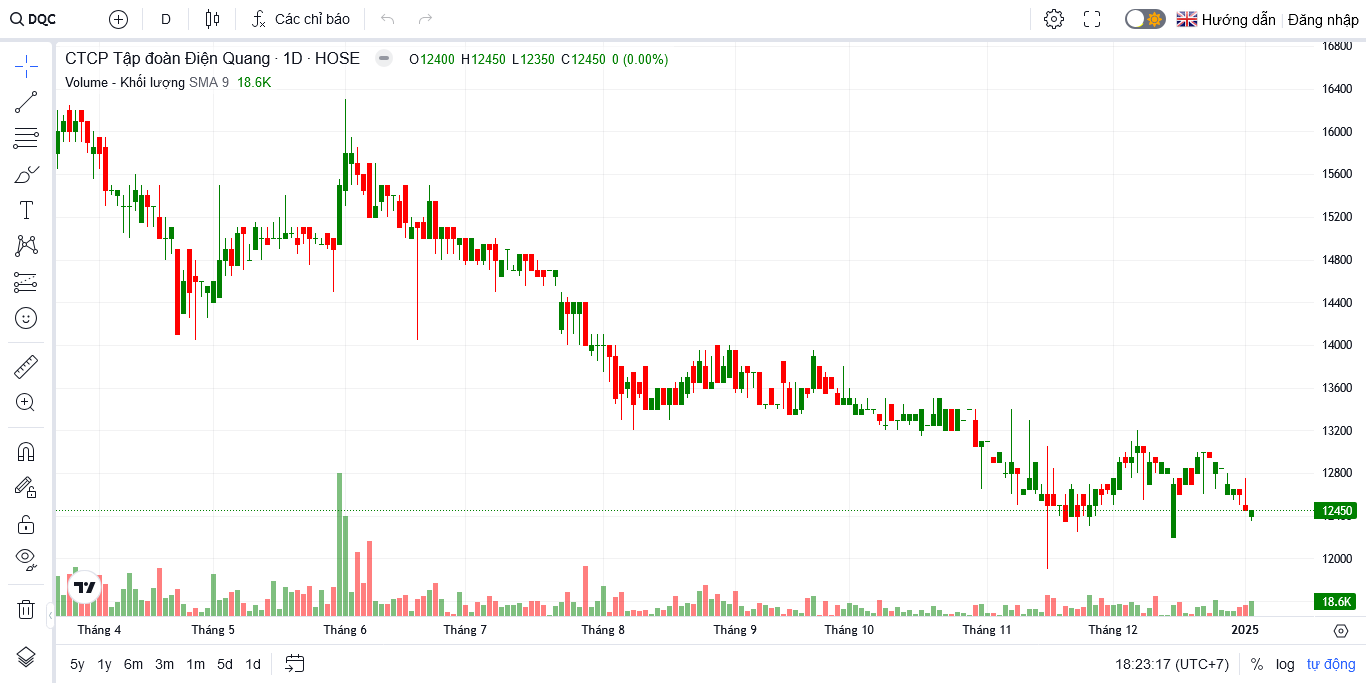 DQC D Các chỉ báo Hướng dẫn Đăng nhập
CTCP Tập đoàn Điện Quang · 1D · HOSE O12400 H12450 L12350 C12450 0 (0.00%)
Volume - Khối lượng SMA 9 18.6K
16800
16400
16000
15600
15200
14800
14400
14000
13600
13200
12800
12450
12000
18.6K
Tháng 4 Tháng 5 Tháng 6 Tháng 7 Tháng 8 Tháng 9 Tháng 10 Tháng 11 Tháng 12 2025
5y 1y 6m 3m 1m 5d 1d 18:23:17 (UTC+7) % log tự động